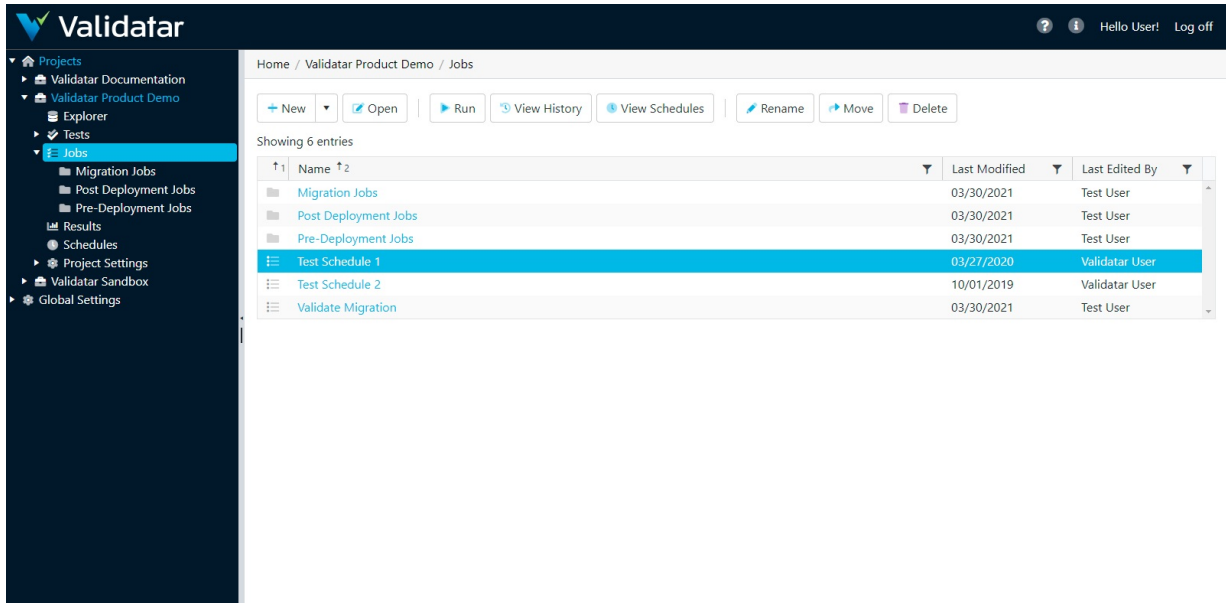 Validatar
Hello User! Log off
Projects
Validatar Documentation
Validatar Product Demo
Explorer
Tests
Jobs
Migration Jobs
Post Deployment Jobs
Pre-Deployment Jobs
Results
Schedules
Project Settings
Validatar Sandbox
Global Settings
Home / Validatar Product Demo / Jobs
New Open Run View History View Schedules Rename Move Delete
Showing 6 entries
↑1 Name ↑2 Last Modified Last Edited By
Migration Jobs 03/30/2021 Test User
Post Deployment Jobs 03/30/2021 Test User
Pre-Deployment Jobs 03/30/2021 Test User
Test Schedule 1 03/27/2020 Validatar User
Test Schedule 2 10/01/2019 Validatar User
Validate Migration 03/30/2021 Test User